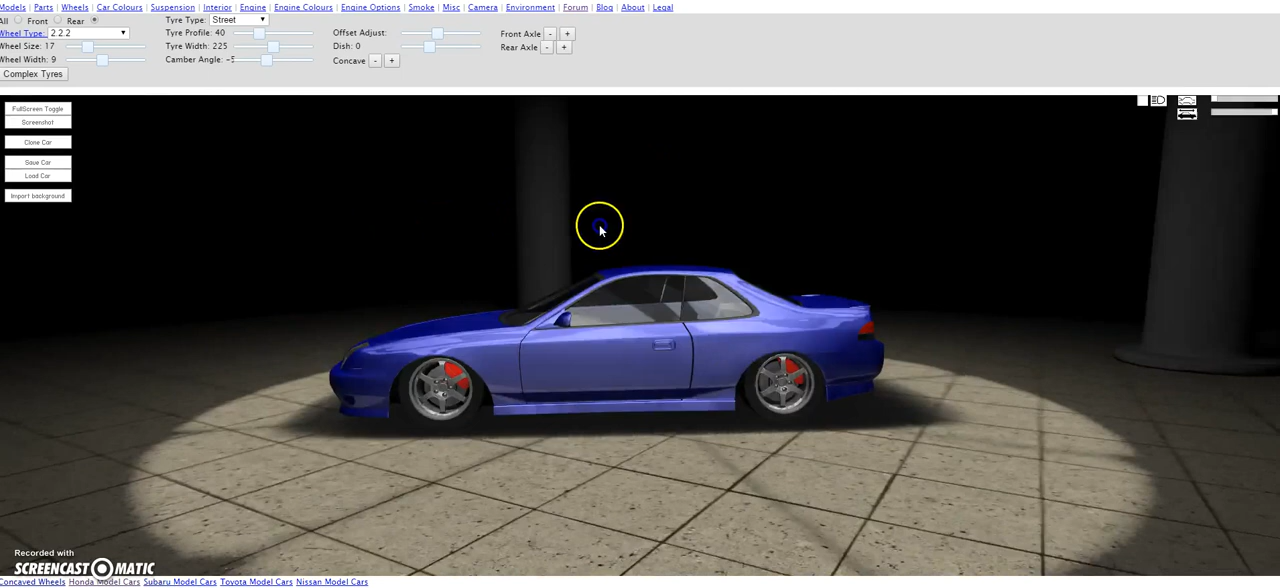 Models | Parts | Wheels | Car Colours | Suspension | Interior | Engine | Engine Colours | Engine Options | Smoke | Misc | Camera | Environment | Forum | Blog | About | Legal
All Front Rear
Wheel Type: 2.2.2
Wheel Size: 17
Wheel Width: 9
Complex Tyres
Tyre Type: Street
Tyre Profile: 40
Tyre Width: 225
Camber Angle: -5
Offset Adjust:
Dish: 0
Concave - +
Front Axle - +
Rear Axle - +
FullScreen Toggle
Screenshot
Clone Car
Save Car
Load Car
Import background
Recorded with
SCREENCAST MATIC
Concaved Wheels Honda Model Cars Subaru Model Cars Toyota Model Cars Nissan Model Cars